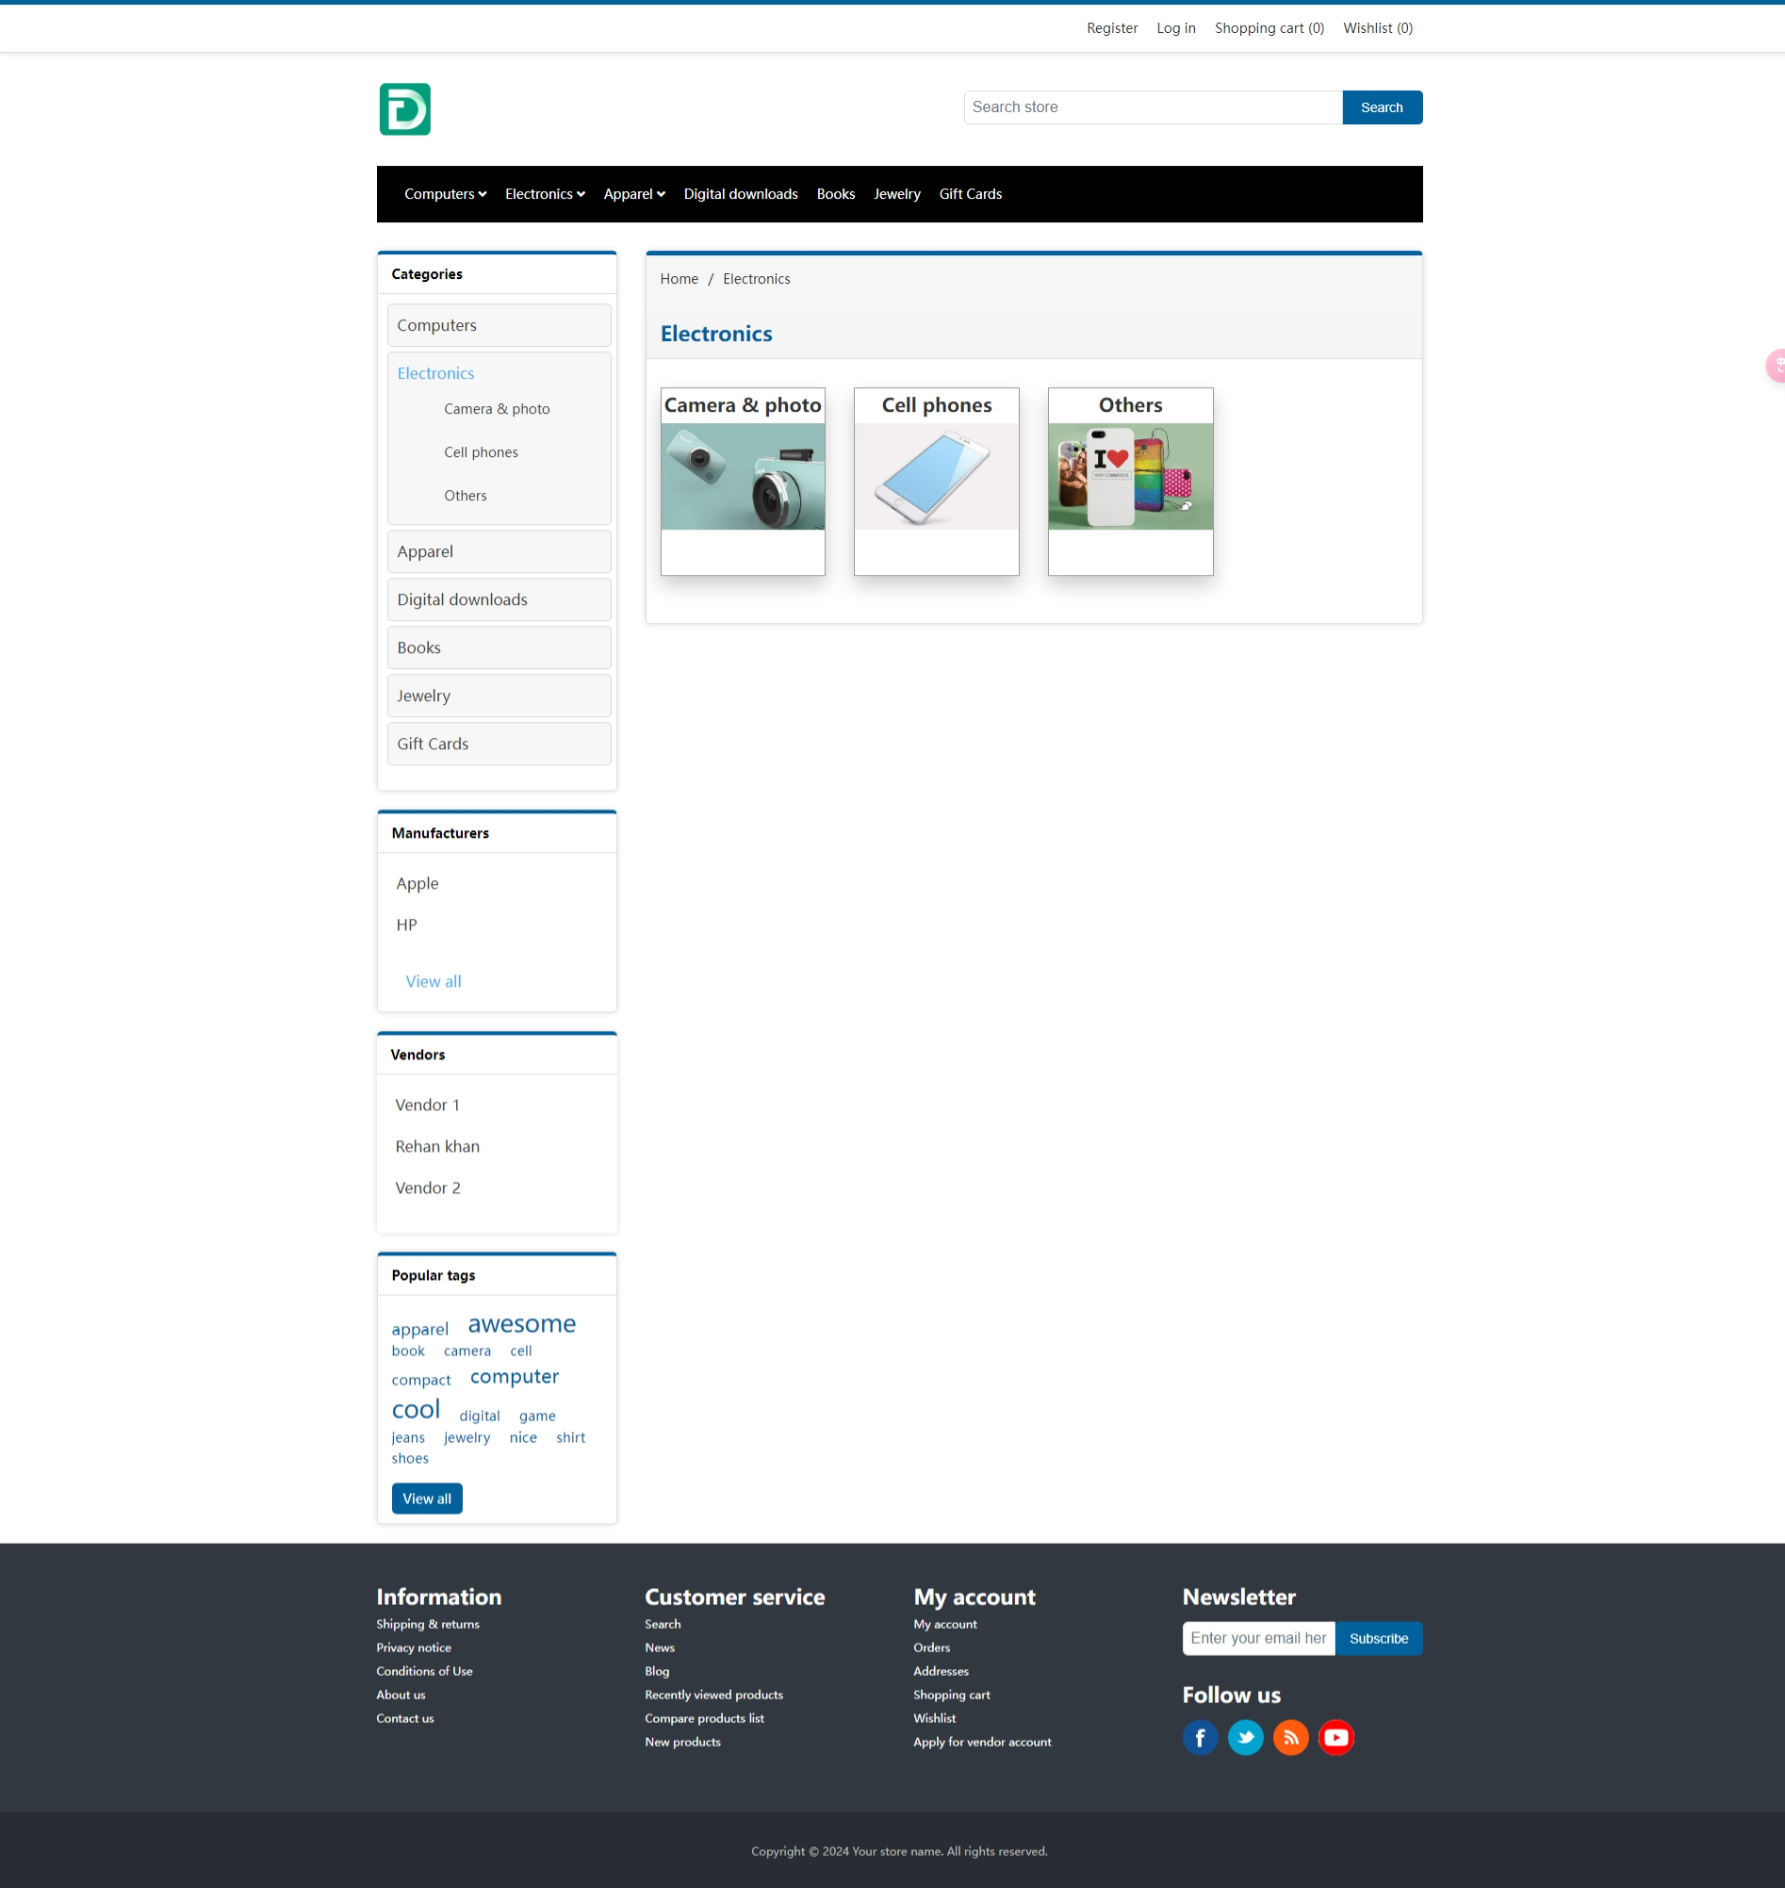 Register Log in Shopping cart (0) Wishlist (0)
Search store Search
Computers Electronics Apparel Digital downloads Books Jewelry Gift Cards
Categories
Computers
Electronics
Camera & photo
Cell phones
Others
Apparel
Digital downloads
Books
Jewelry
Gift Cards
Manufacturers
Apple
HP
View all
Vendors
Vendor 1
Rehan khan
Vendor 2
Popular tags
apparel awesome
book camera cell
compact computer
cool digital game
jeans jewelry nice shirt
shoes
View all
Home / Electronics
Electronics
Camera & photo
Cell phones
Others
I
Information
Shipping & returns
Privacy notice
Conditions of Use
About us
Contact us
Customer service
Search
News
Blog
Recently viewed products
Compare products list
New products
My account
My account
Orders
Addresses
Shopping cart
Wishlist
Apply for vendor account
Newsletter
Enter your email her Subscribe
Follow us
Copyright © 2024 Your store name. All rights reserved.